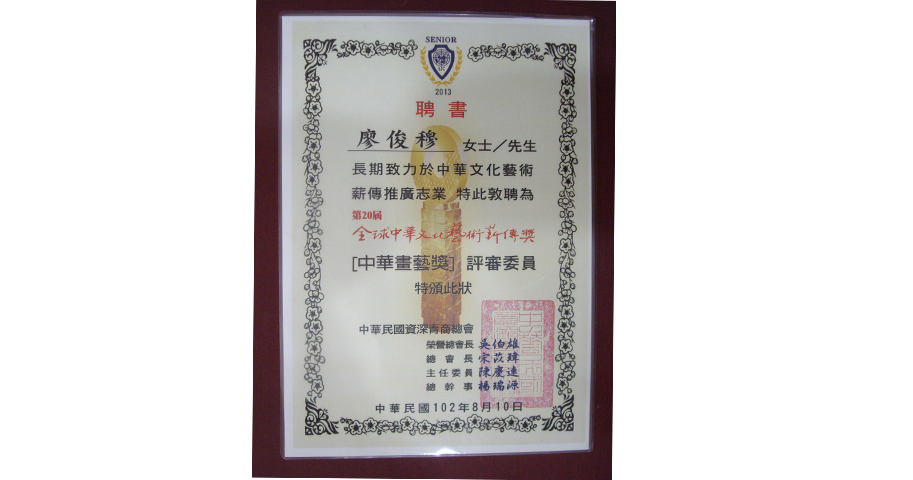 SENIOR
2013
聘書
廖俊穆 女士／先生
長期致力於中華文化藝術
薪傳推廣志業 特此敦聘為
第20屆
全球中華文化藝術薪傳獎
[中華畫藝獎] 評審委員
特頒此狀
中華民國資深青商總會
榮譽總會長 吳伯雄
總會長 宋茂瑋
主任委員 陳慶遠
總幹事 楊瑞源
中華民國102年8月10日